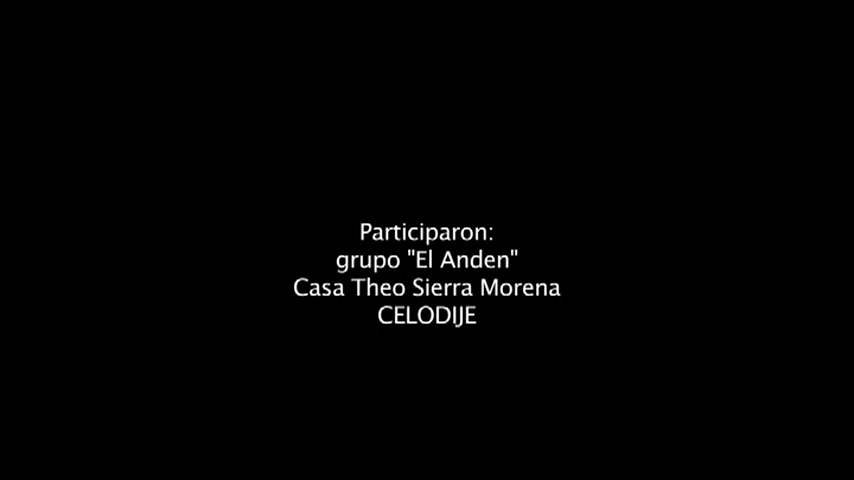 Participaron:
grupo "El Anden"
Casa Theo Sierra Morena
CELODIJE